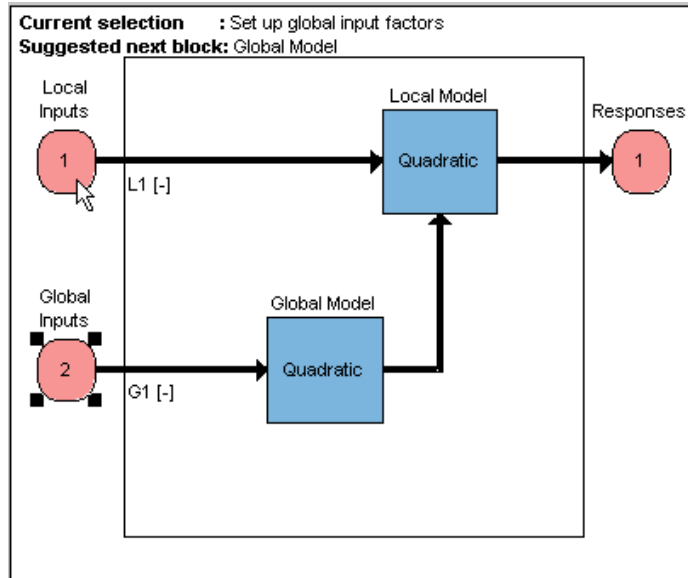 Current selection : Set up global input factors
Suggested next block: Global Model
Local
Inputs
Local Model
Responses
1
Quadratic
1
L1 [-]
Global
Inputs
Global Model
2
Quadratic
G1 [-]